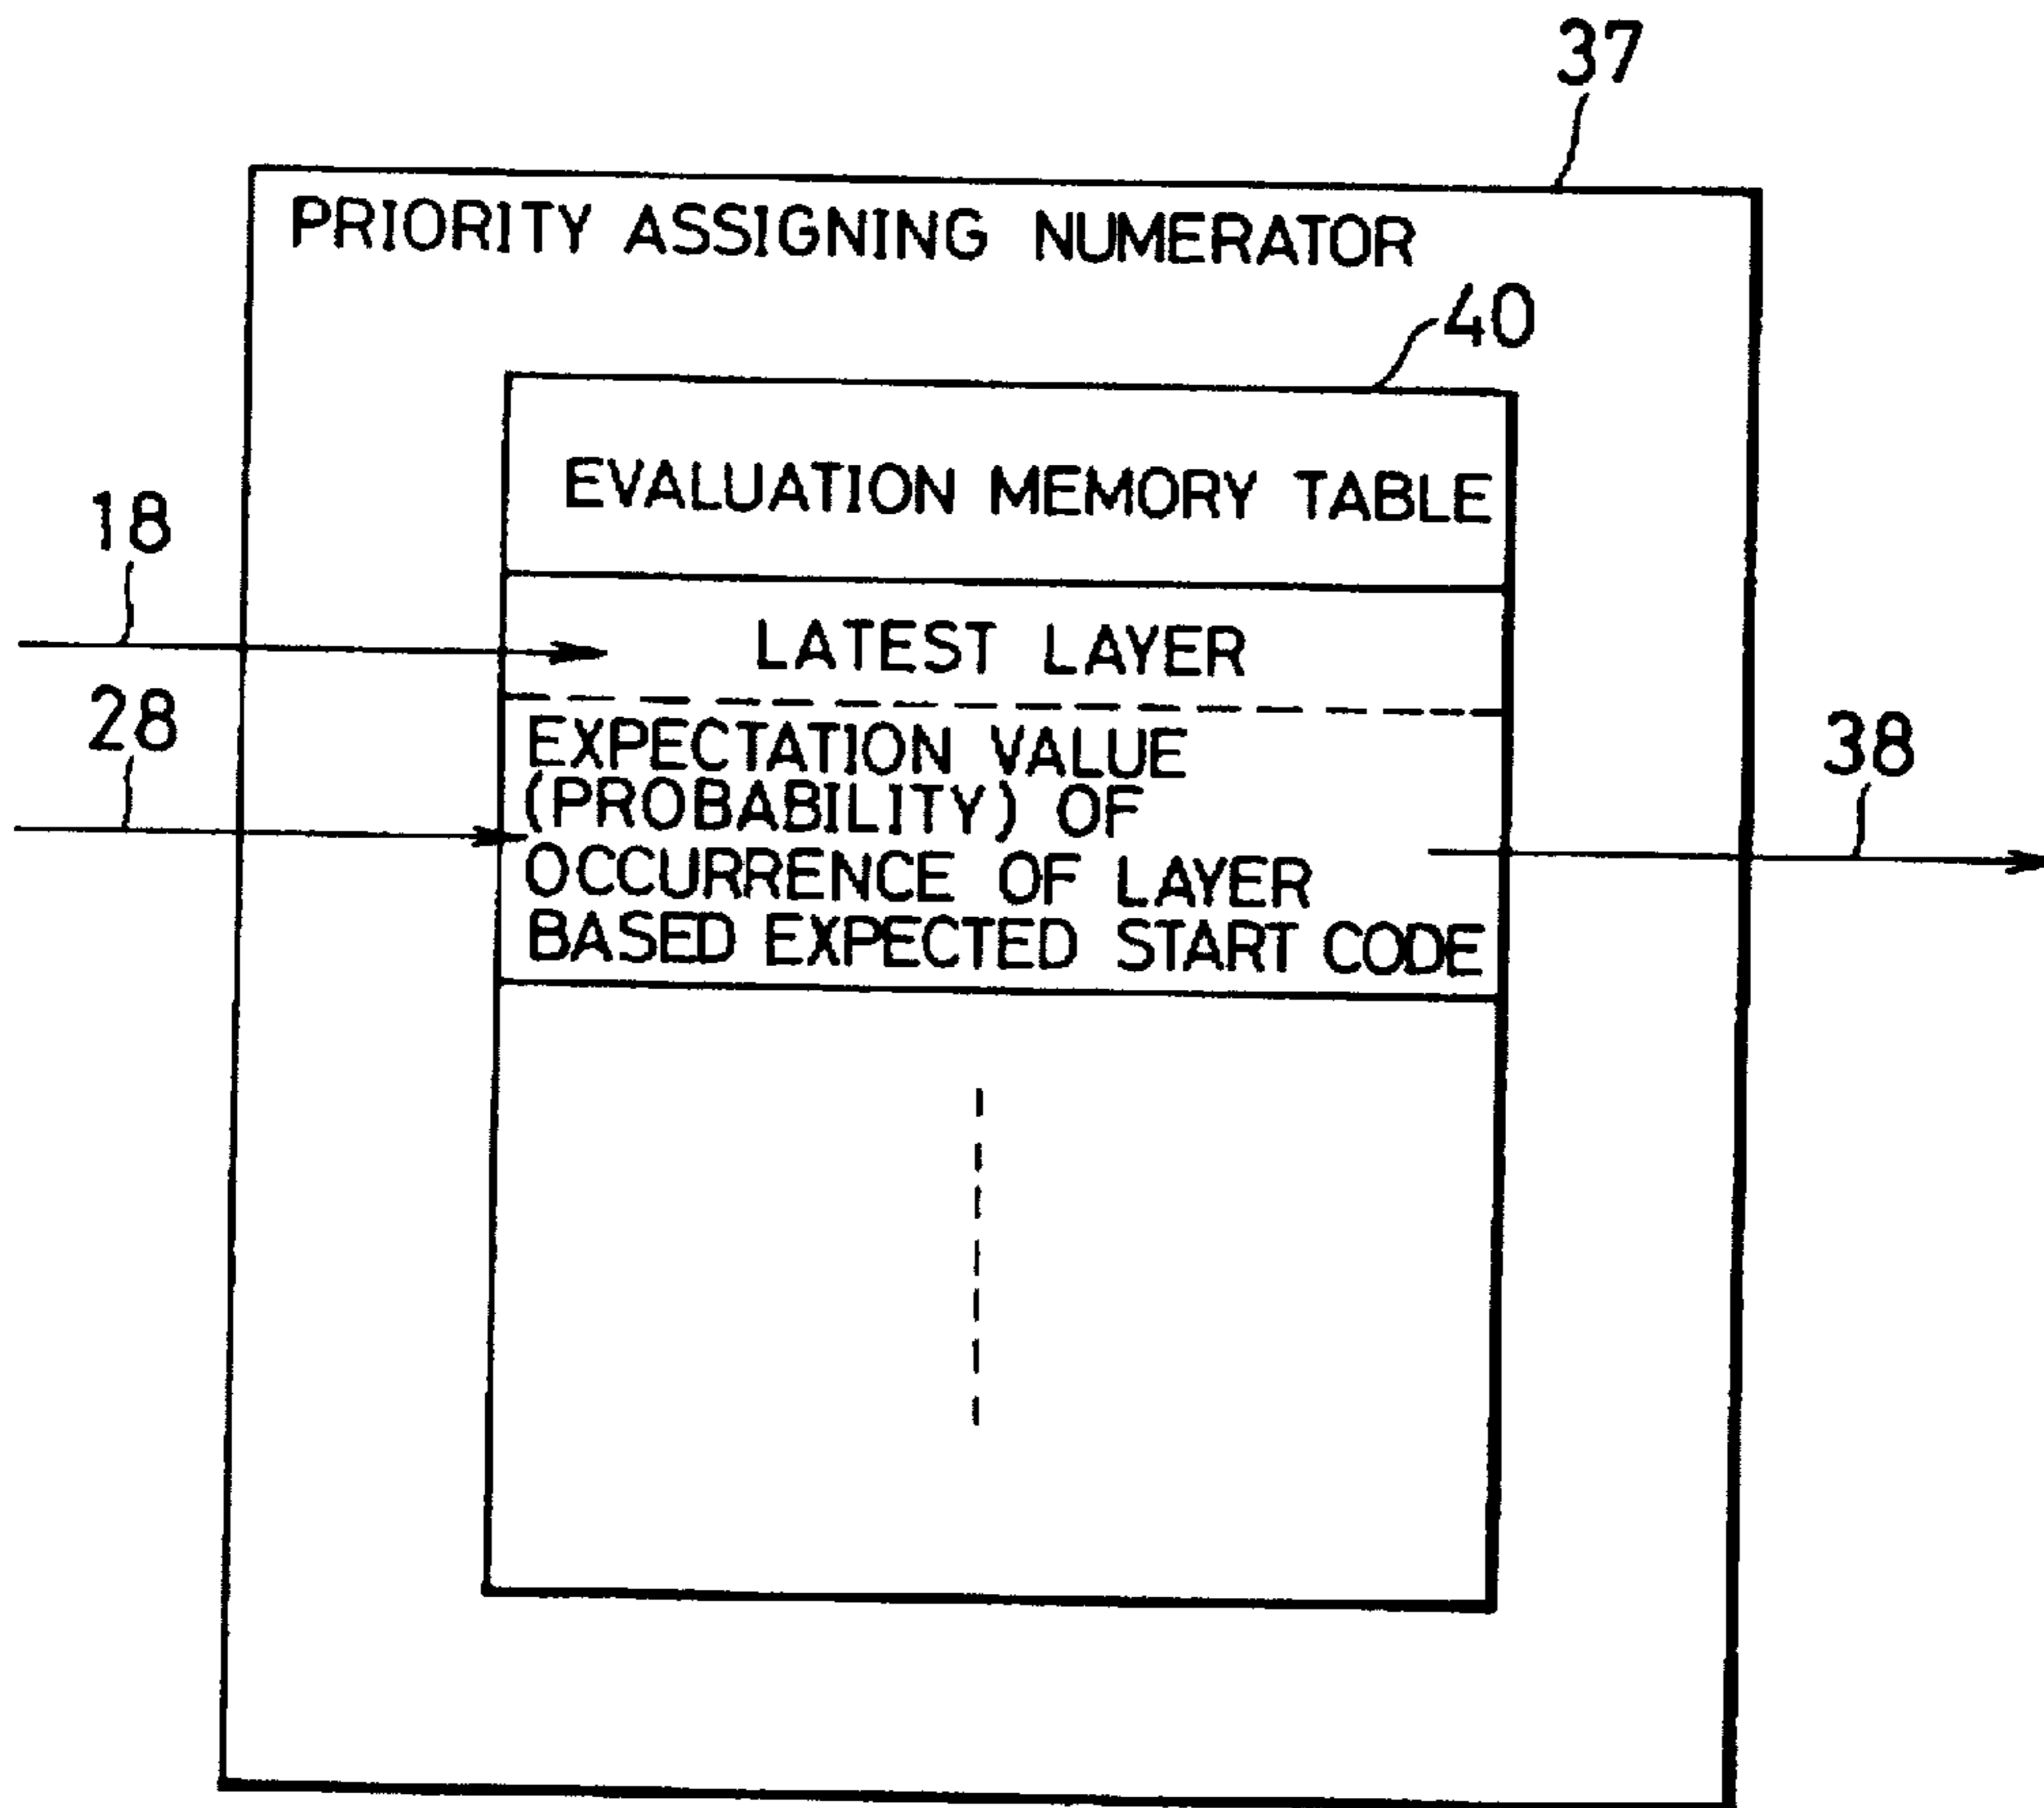 37
PRIORITY ASSIGNING NUMERATOR
40
EVALUATION MEMORY TABLE
18
LATEST LAYER
28
EXPECTATION VALUE
(PROBABILITY) OF
OCCURRENCE OF LAYER
BASED EXPECTED START CODE
38